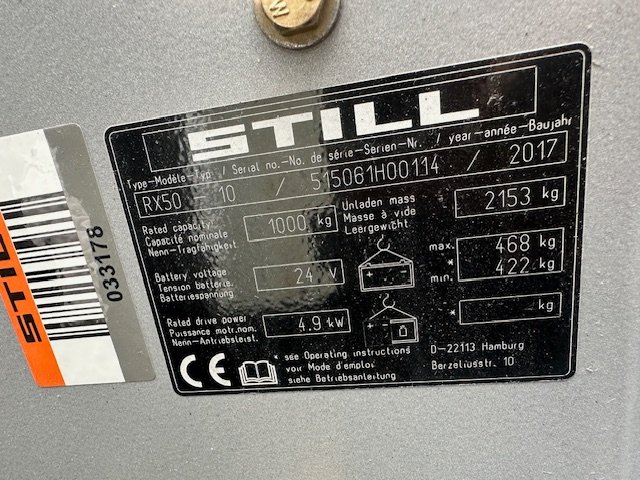 STILL
Type-Modèle-Typ / Serial no.-No. de série-Serien-Nr. / year-année-Baujahr
RX50 - 10 / 515061H00114 / 2017
Rated capacity
Capacité nominale
Nenn-Tragfähigkeit
1000 kg
Unladen mass
Masse à vide
Leergewicht
2153 kg
Battery voltage
Tension batterie.
Batteriespannung
24 V
max. 468 kg
*
min. 422 kg
Rated drive power
Puissance motr.nom.
Nenn-Antriebsleist.
4.9 kW
* kg
CE
* see Operating instructions
voir Mode d'emploi
siehe Betriebsanleitung
D-22113 Hamburg
Berzeliusstr. 10
STILL
033178